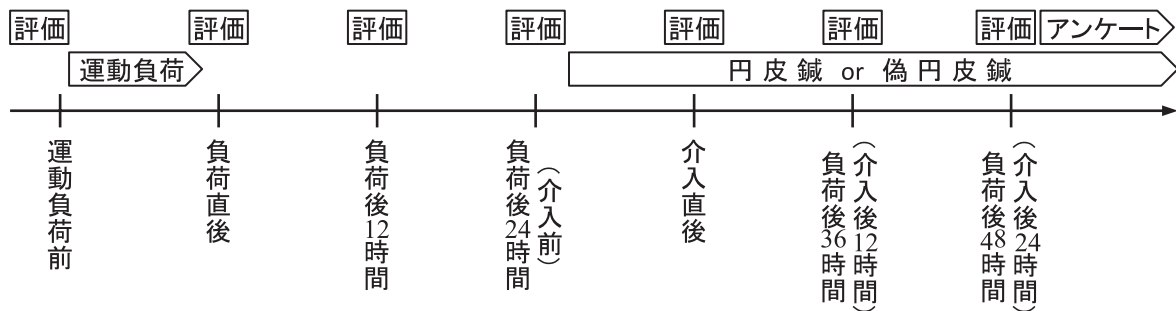 評価
評価
評価
評価
評価
評価
評価
アンケート
運動負荷
円皮鍼 or 偽円皮鍼
運動負荷前
負荷直後
負荷後12時間
負荷後24時間
（介入前）
介入直後
負荷後36時間
（介入後12時間）
負荷後48時間
（介入後24時間）